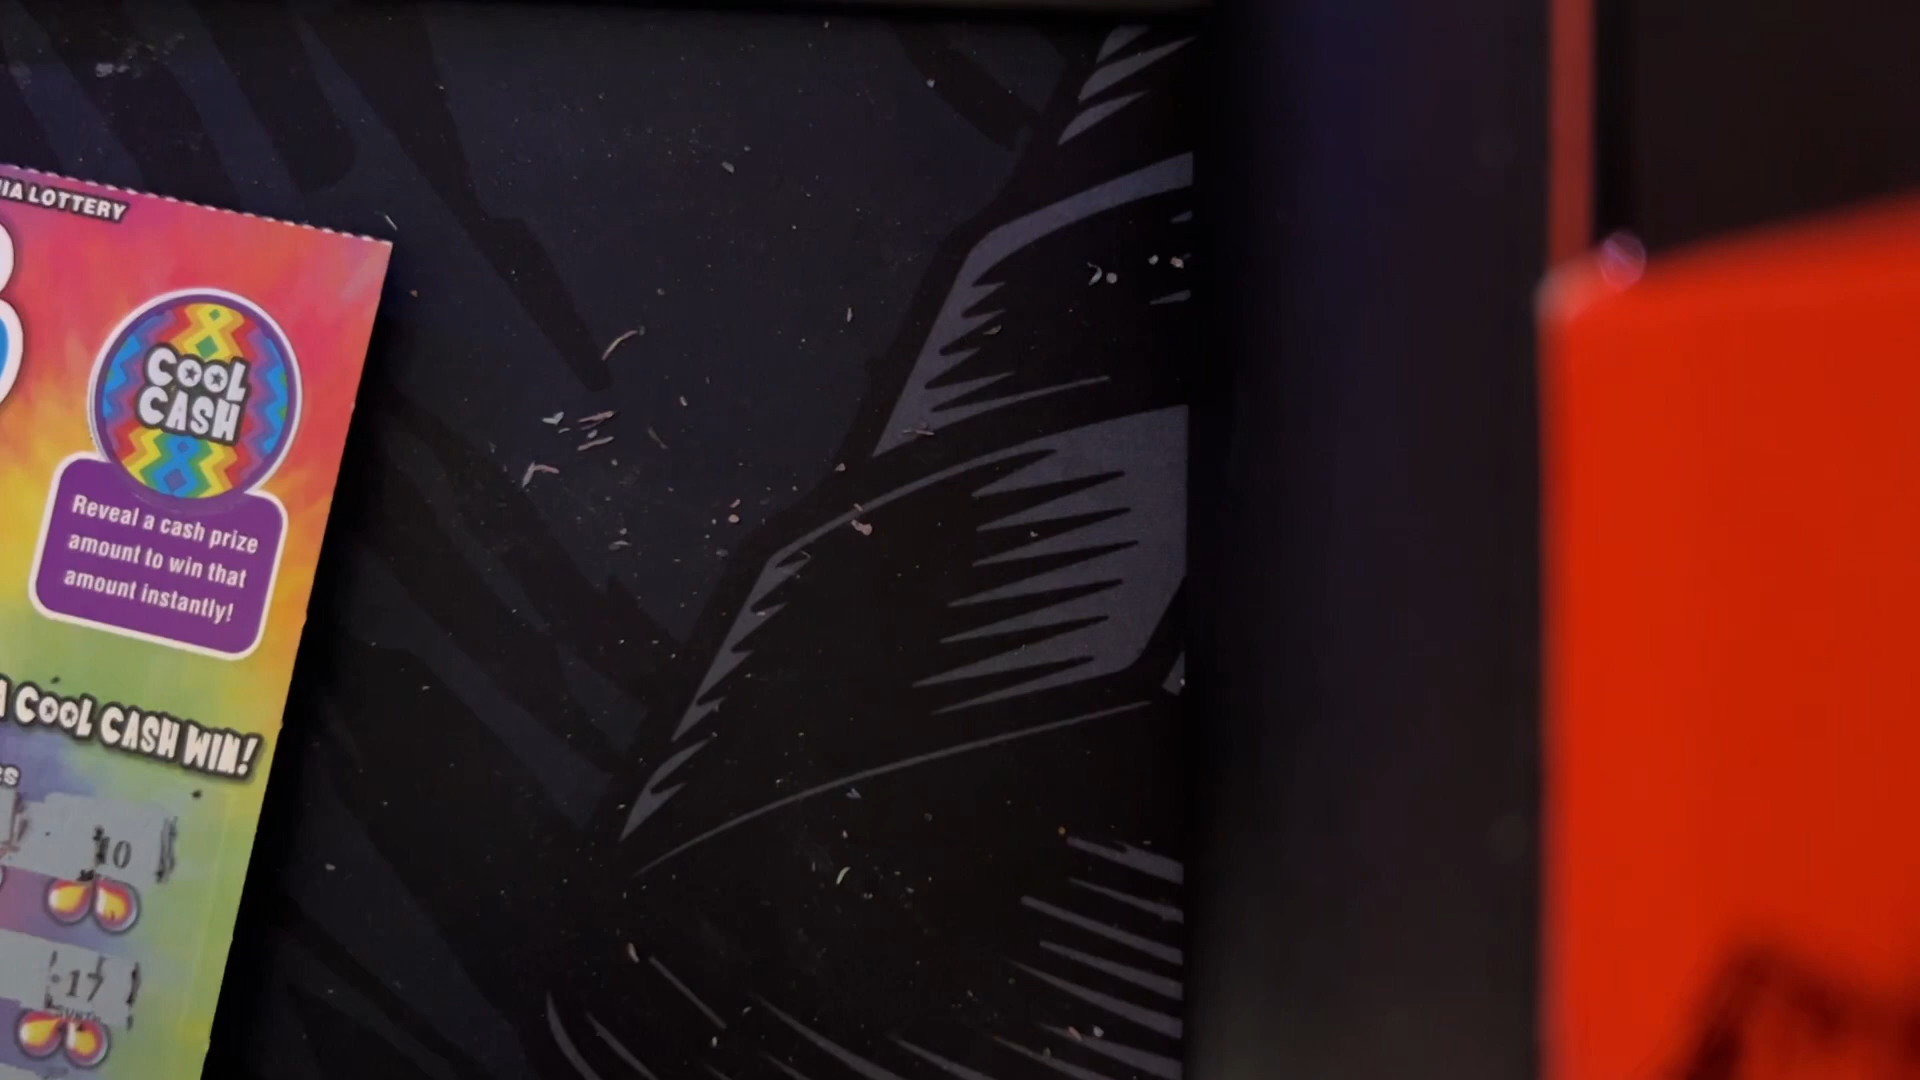 IA LOTTERY
COOL
CASH
Reveal a cash prize
amount to win that
amount instantly!
COOL CASH WIN!
10
17